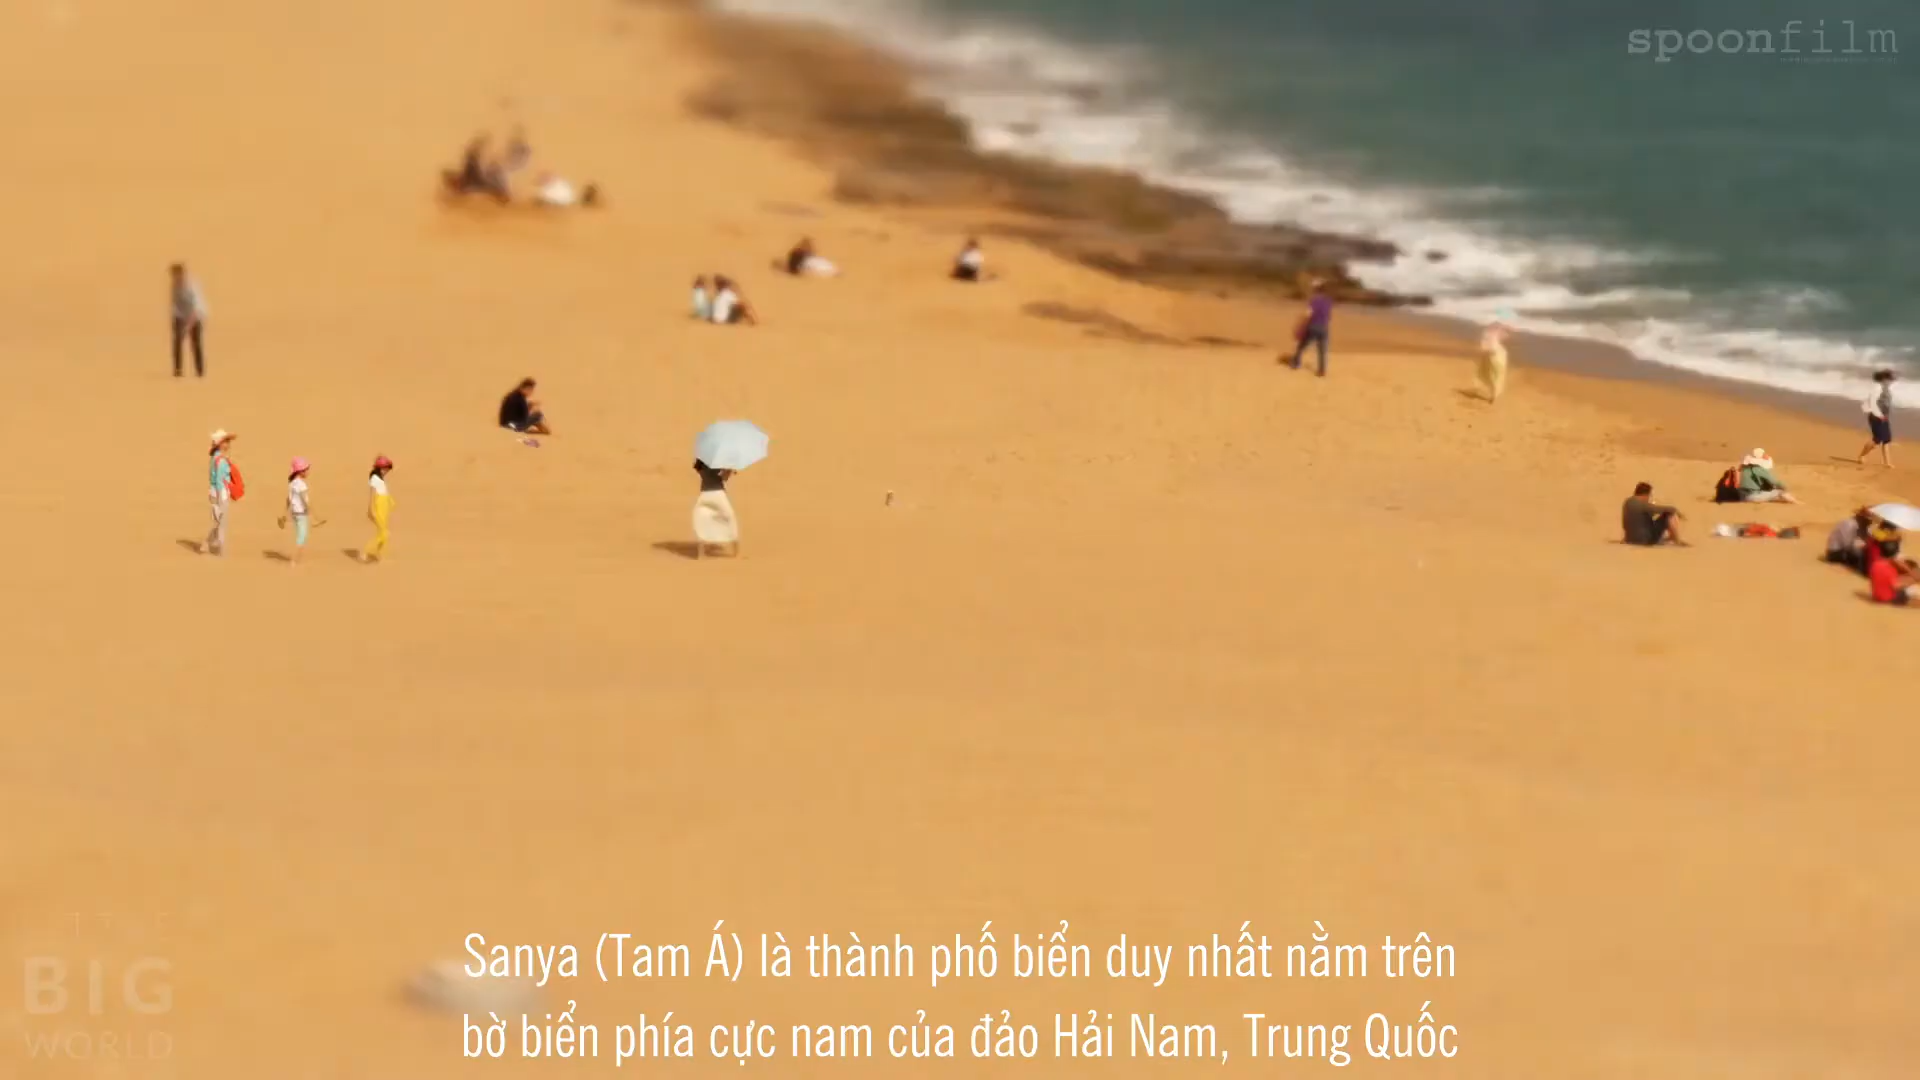 spoonfilm
LITTLE
BIG
WORLD
Sanya (Tam Á) là thành phố biển duy nhất nằm trên
bờ biển phía cực nam của đảo Hải Nam, Trung Quốc